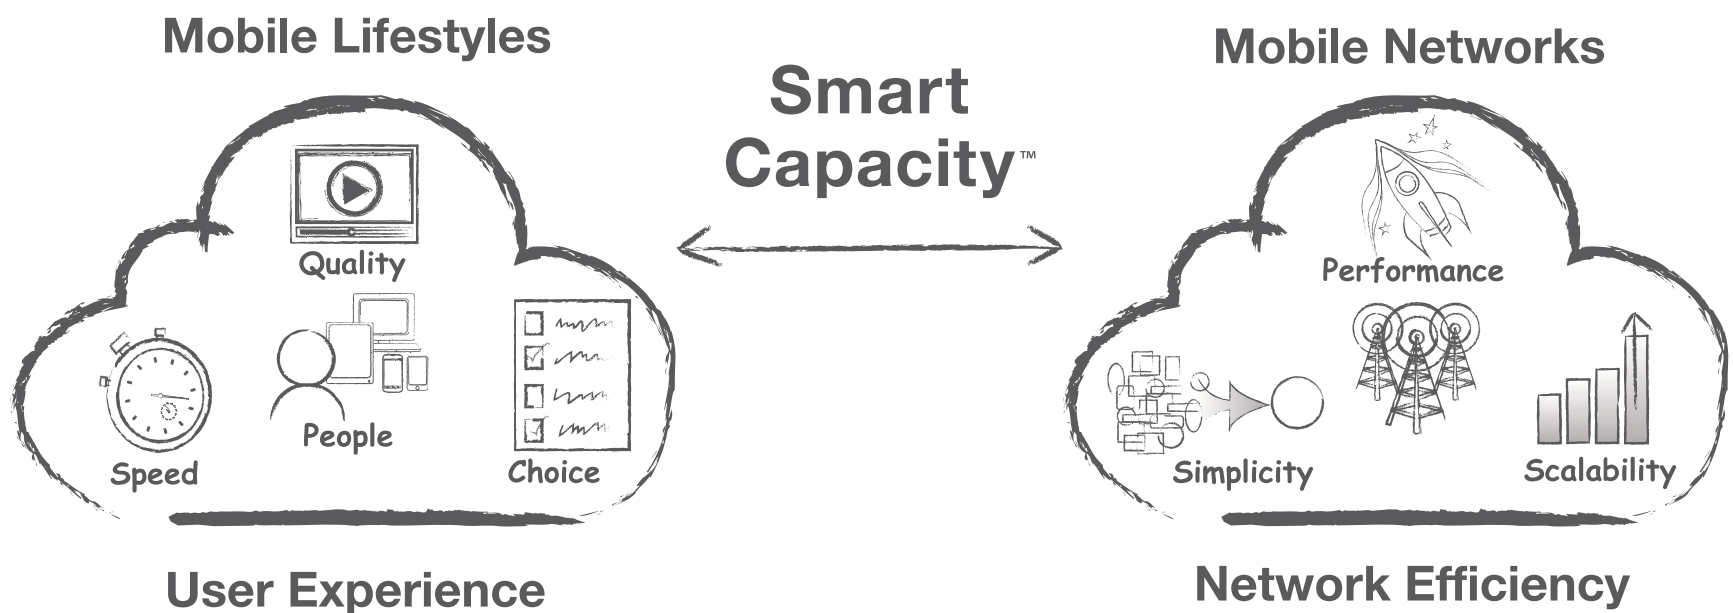 Mobile Lifestyles
Mobile Networks
Smart
Capacity™
Quality
Performance
People
Speed
Choice
Simplicity
Scalability
User Experience
Network Efficiency